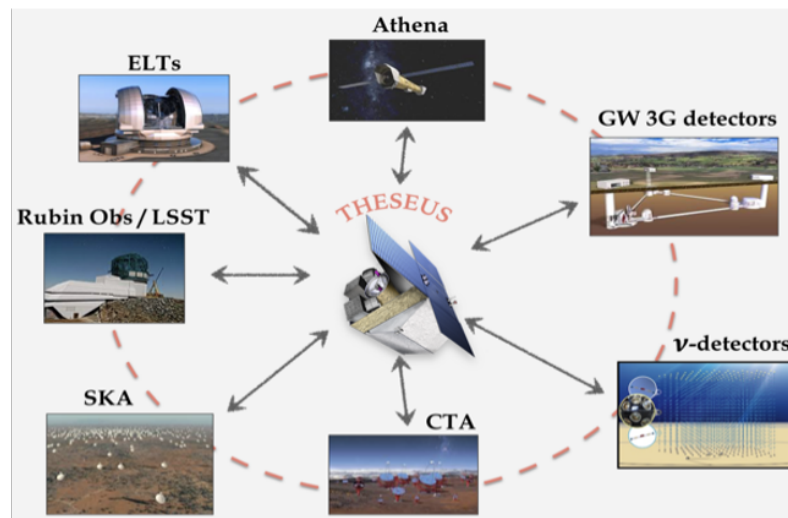 Athena
ELTs
GW 3G detectors
THESEUS
Rubin Obs / LSST
ν-detectors
SKA
CTA